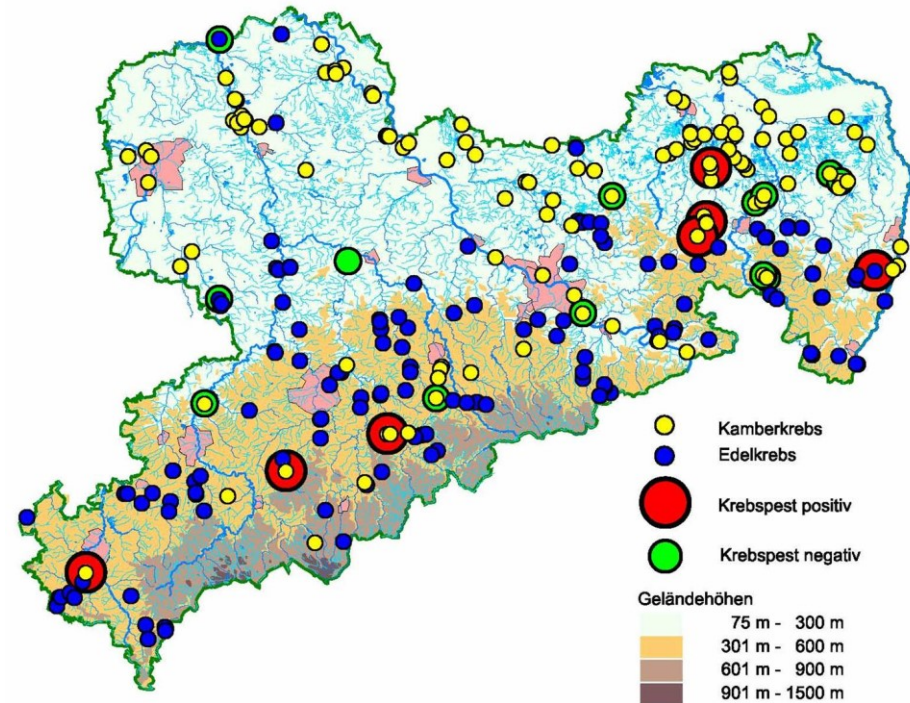 Kamberkrebs
Edelkrebs
Krebspest positiv
Krebspest negativ
Geländehöhen
75 m - 300 m
301 m - 600 m
601 m - 900 m
901 m - 1500 m